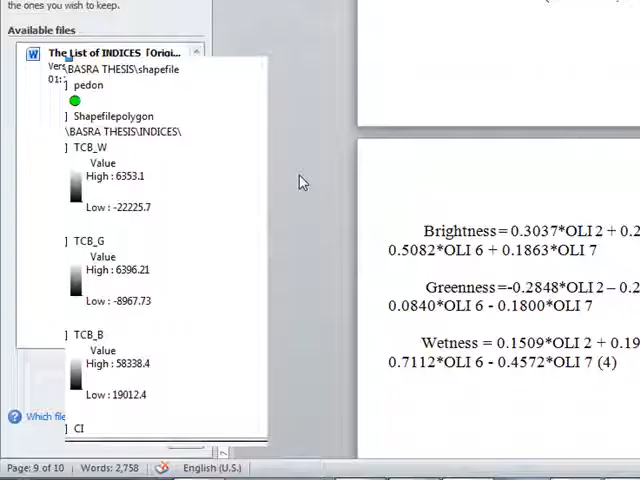 the ones you wish to keep.
Available files
The List of INDICES [Origi...
Vers
01:
\BASRA THESIS\shapefile
] pedon
] Shapefilepolygon
\BASRA THESIS\INDICES\
] TCB_W
Value
High : 6353.1
Low : -22225.7
] TCB_G
Value
High : 6396.21
Low : -8967.73
] TCB_B
Value
High : 58338.4
Low : 19012.4
] CI
Which file
Brightness=0.3037*OLI 2 + 0.2
0.5082*OLI 6 + 0.1863*OLI 7
Greenness=-0.2848*OLI 2 – 0.2
0.0840*OLI 6 - 0.1800*OLI 7
Wetness = 0.1509*OLI 2 + 0.19
0.7112*OLI 6 - 0.4572*OLI 7 (4)
Page: 9 of 10 Words: 2,758 English (U.S.)